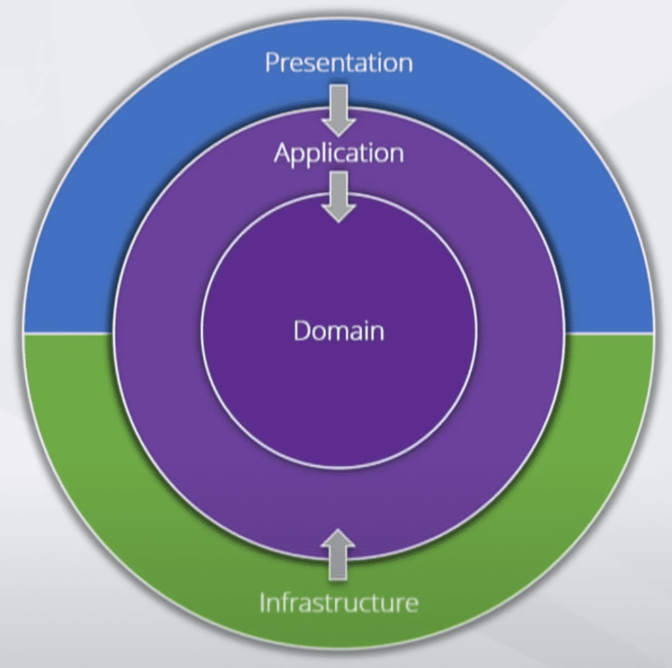 Presentation
Application
Domain
Infrastructure